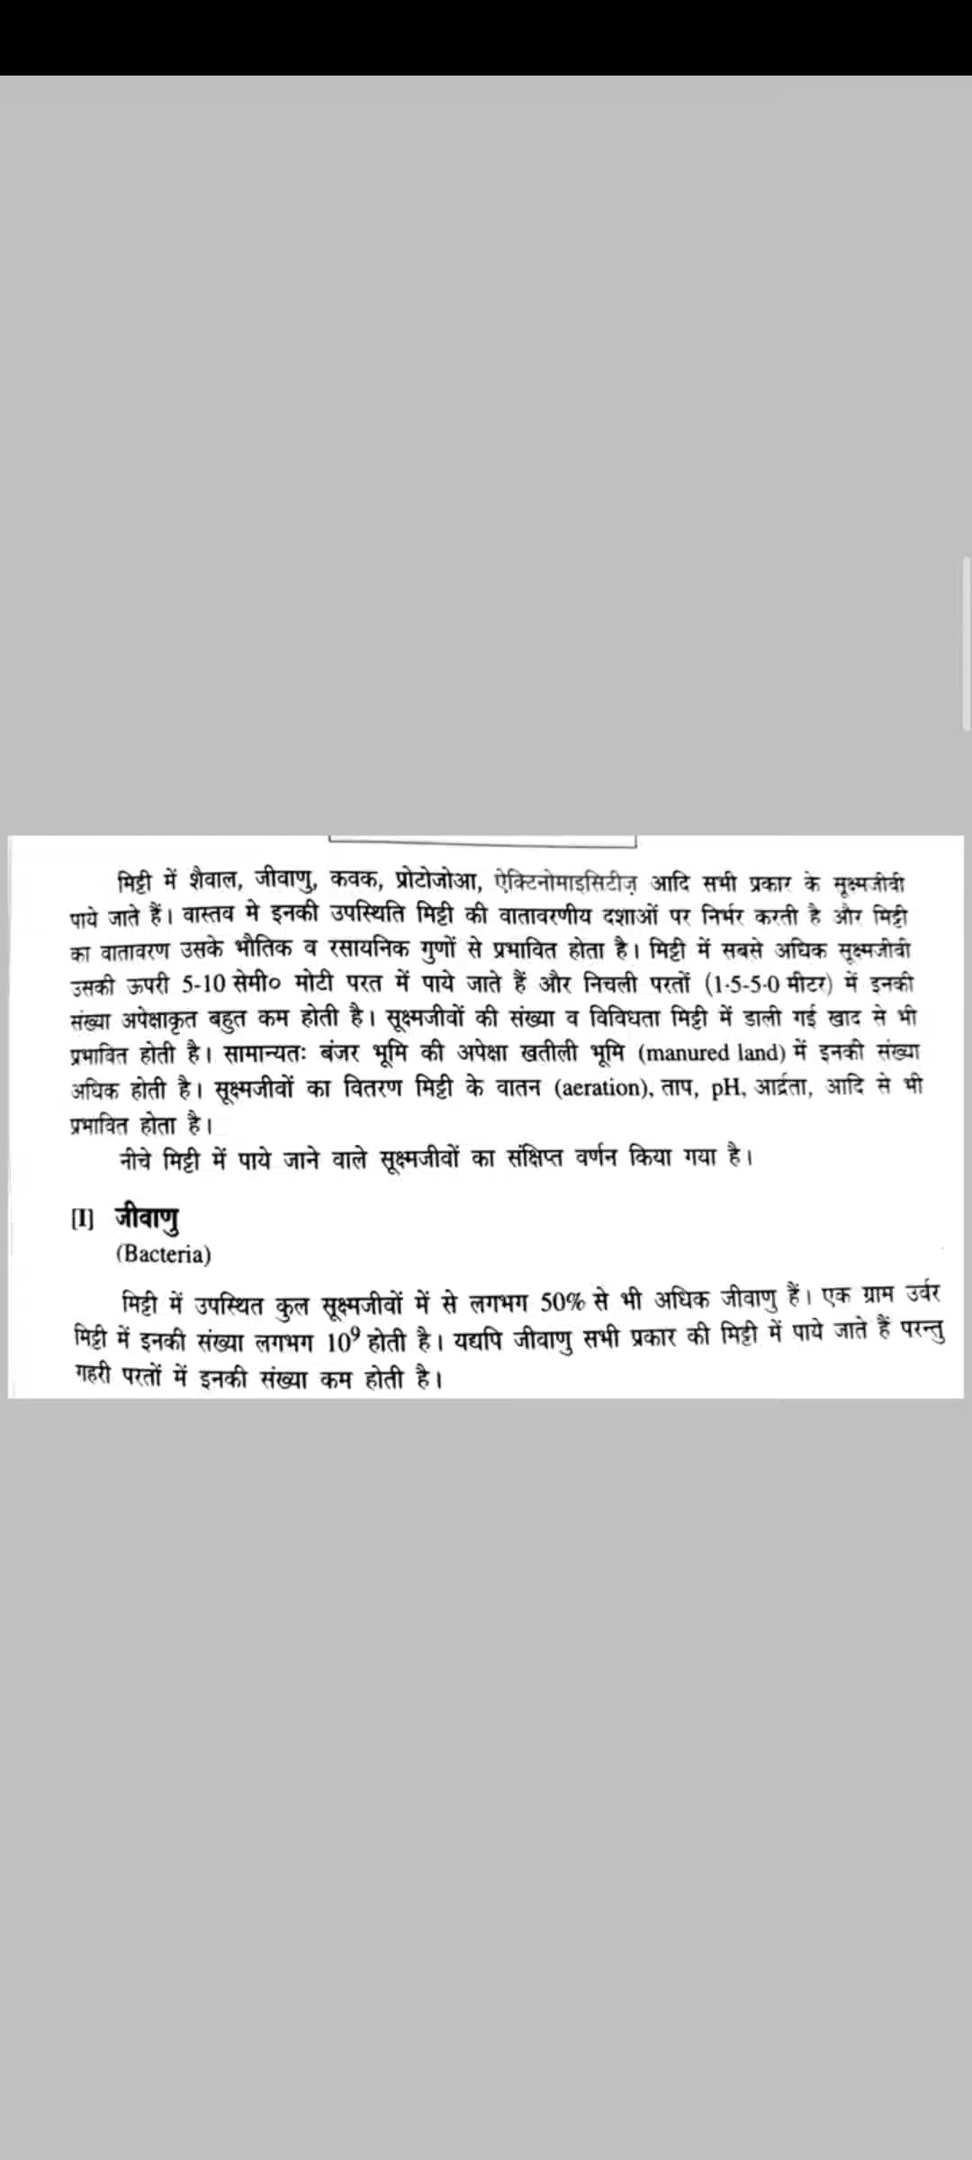 मिट्टी में शैवाल, जीवाणु, कवक, प्रोटोजोआ, ऐक्टिनोमाइसिटीज़ आदि सभी प्रकार के सूक्ष्मजीवी
पाये जाते हैं। वास्तव मे इनकी उपस्थिति मिट्टी की वातावरणीय दशाओं पर निर्भर करती है और मिट्टी
का वातावरण उसके भौतिक व रसायनिक गुणों से प्रभावित होता है। मिट्टी में सबसे अधिक सूक्ष्मजीवी
उसकी ऊपरी 5-10 सेमी० मोटी परत में पाये जाते हैं और निचली परतों (1·5-5·0 मीटर) में इनकी
संख्या अपेक्षाकृत बहुत कम होती है। सूक्ष्मजीवों की संख्या व विविधता मिट्टी में डाली गई खाद से भी
प्रभावित होती है। सामान्यतः बंजर भूमि की अपेक्षा खतीली भूमि (manured land) में इनकी संख्या
अधिक होती है। सूक्ष्मजीवों का वितरण मिट्टी के वातन (aeration), ताप, pH, आर्द्रता, आदि से भी
प्रभावित होता है।
नीचे मिट्टी में पाये जाने वाले सूक्ष्मजीवों का संक्षिप्त वर्णन किया गया है।
[I] जीवाणु
(Bacteria)
मिट्टी में उपस्थित कुल सूक्ष्मजीवों में से लगभग 50% से भी अधिक जीवाणु हैं। एक ग्राम उर्वर
मिट्टी में इनकी संख्या लगभग 10⁹ होती है। यद्यपि जीवाणु सभी प्रकार की मिट्टी में पाये जाते हैं परन्तु
गहरी परतों में इनकी संख्या कम होती है।